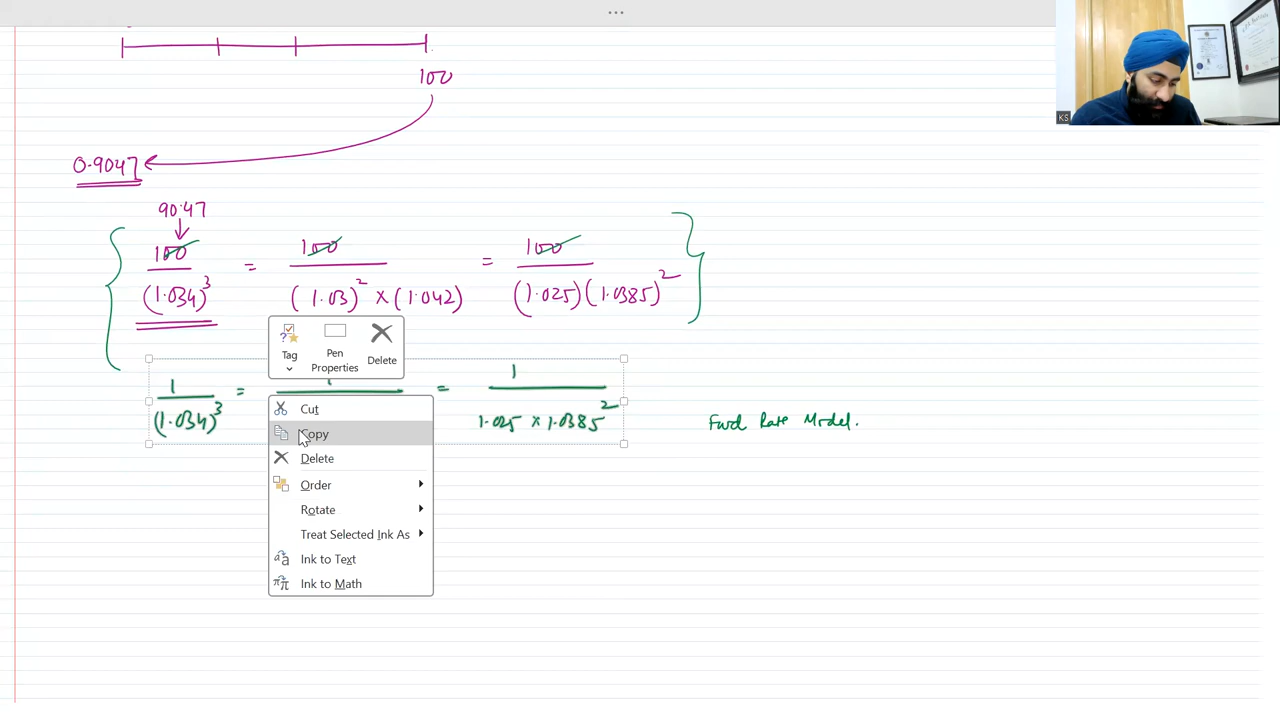 ...
KS
100
0.9047
90.47
100/(1.034)³ = 100/((1.03)² × (1.042)) = 100/((1.025)(1.0385)²)
Tag
Pen Properties
Delete
1/(1.034)³ = 1 = 1/(1.025 × 1.0385²)
Fwd Rate Model.
Cut
Copy
Delete
Order
Rotate
Treat Selected Ink As
Ink to Text
Ink to Math